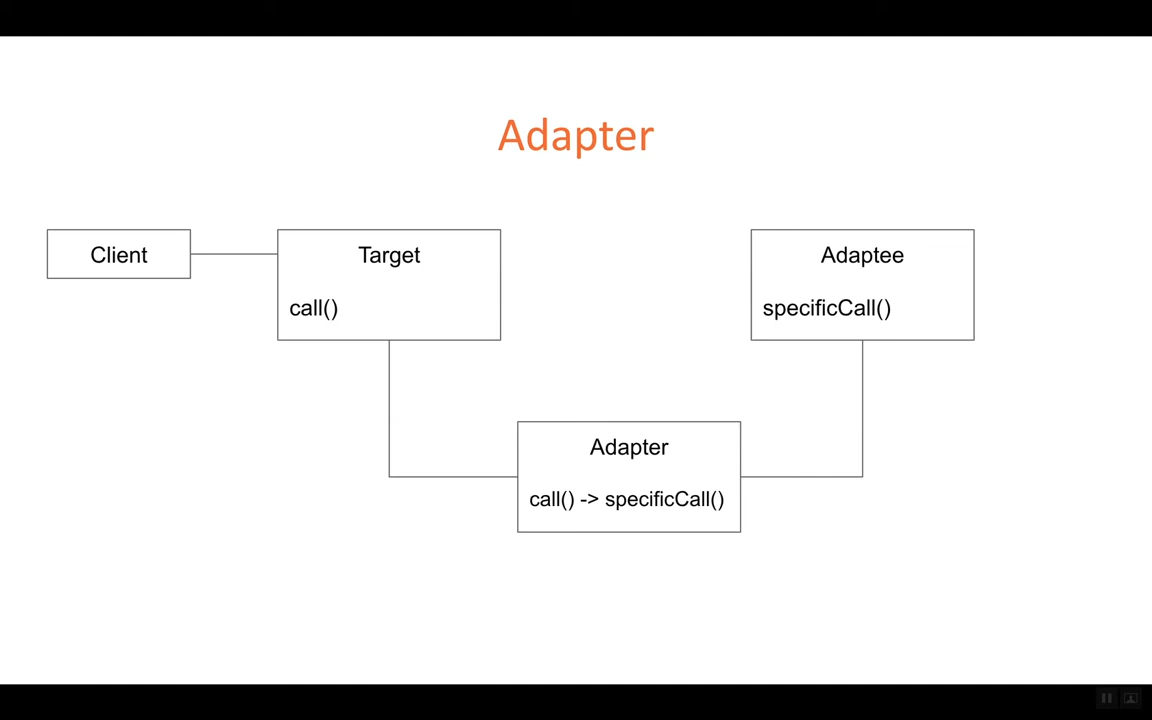 Adapter
Client
Target
call()
Adaptee
specificCall()
Adapter
call() -> specificCall()